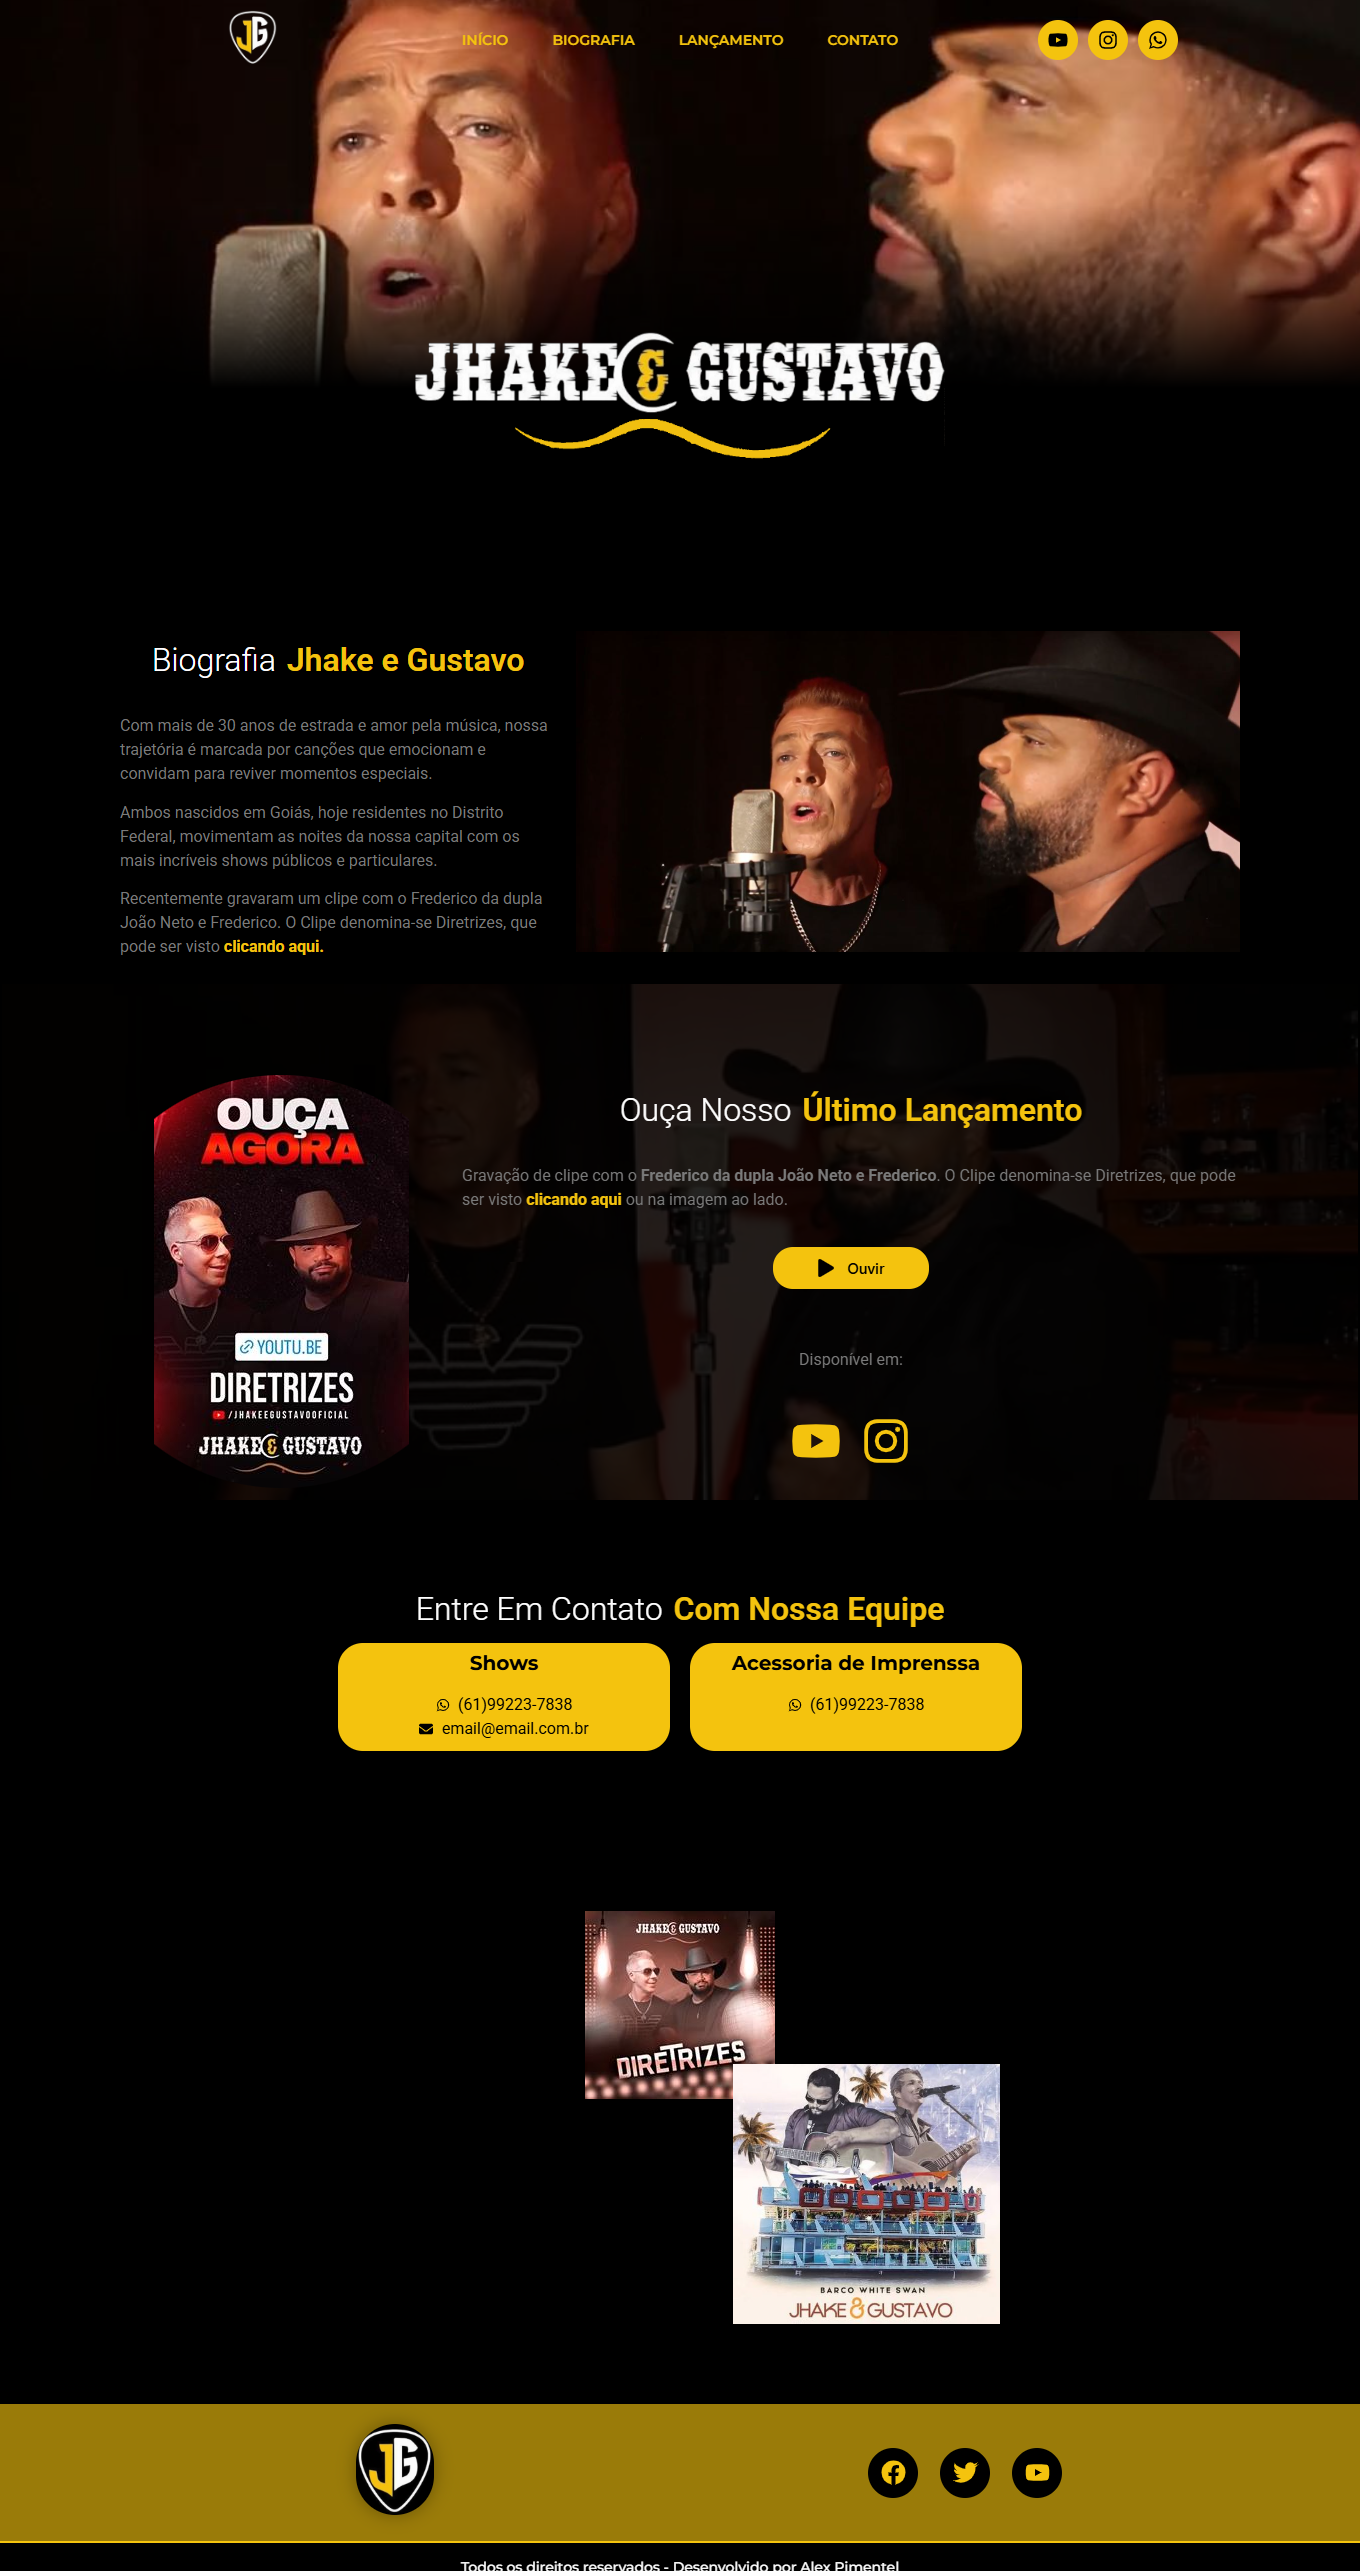 JG
INÍCIO BIOGRAFIA LANÇAMENTO CONTATO
JHAKE & GUSTAVO
Biografia Jhake e Gustavo
Com mais de 30 anos de estrada e amor pela música, nossa
trajetória é marcada por canções que emocionam e
convidam para reviver momentos especiais.
Ambos nascidos em Goiás, hoje residentes no Distrito
Federal, movimentam as noites da nossa capital com os
mais incríveis shows públicos e particulares.
Recentemente gravaram um clipe com o Frederico da dupla
João Neto e Frederico. O Clipe denomina-se Diretrizes, que
pode ser visto clicando aqui.
OUÇA
AGORA
YOUTU.BE
DIRETRIZES
/JHAKEEGUSTAVOOFICIAL
JHAKE & GUSTAVO
Ouça Nosso Último Lançamento
Gravação de clipe com o Frederico da dupla João Neto e Frederico. O Clipe denomina-se Diretrizes, que pode
ser visto clicando aqui ou na imagem ao lado.
Ouvir
Disponível em:
Entre Em Contato Com Nossa Equipe
Shows
(61)99223-7838
email@email.com.br
Acessoria de Imprenssa
(61)99223-7838
JHAKE & GUSTAVO
DIRETRIZES
BARCO WHITE SWAN
JHAKE & GUSTAVO
JG
Todos os direitos reservados - Desenvolvido por Alex Pimentel